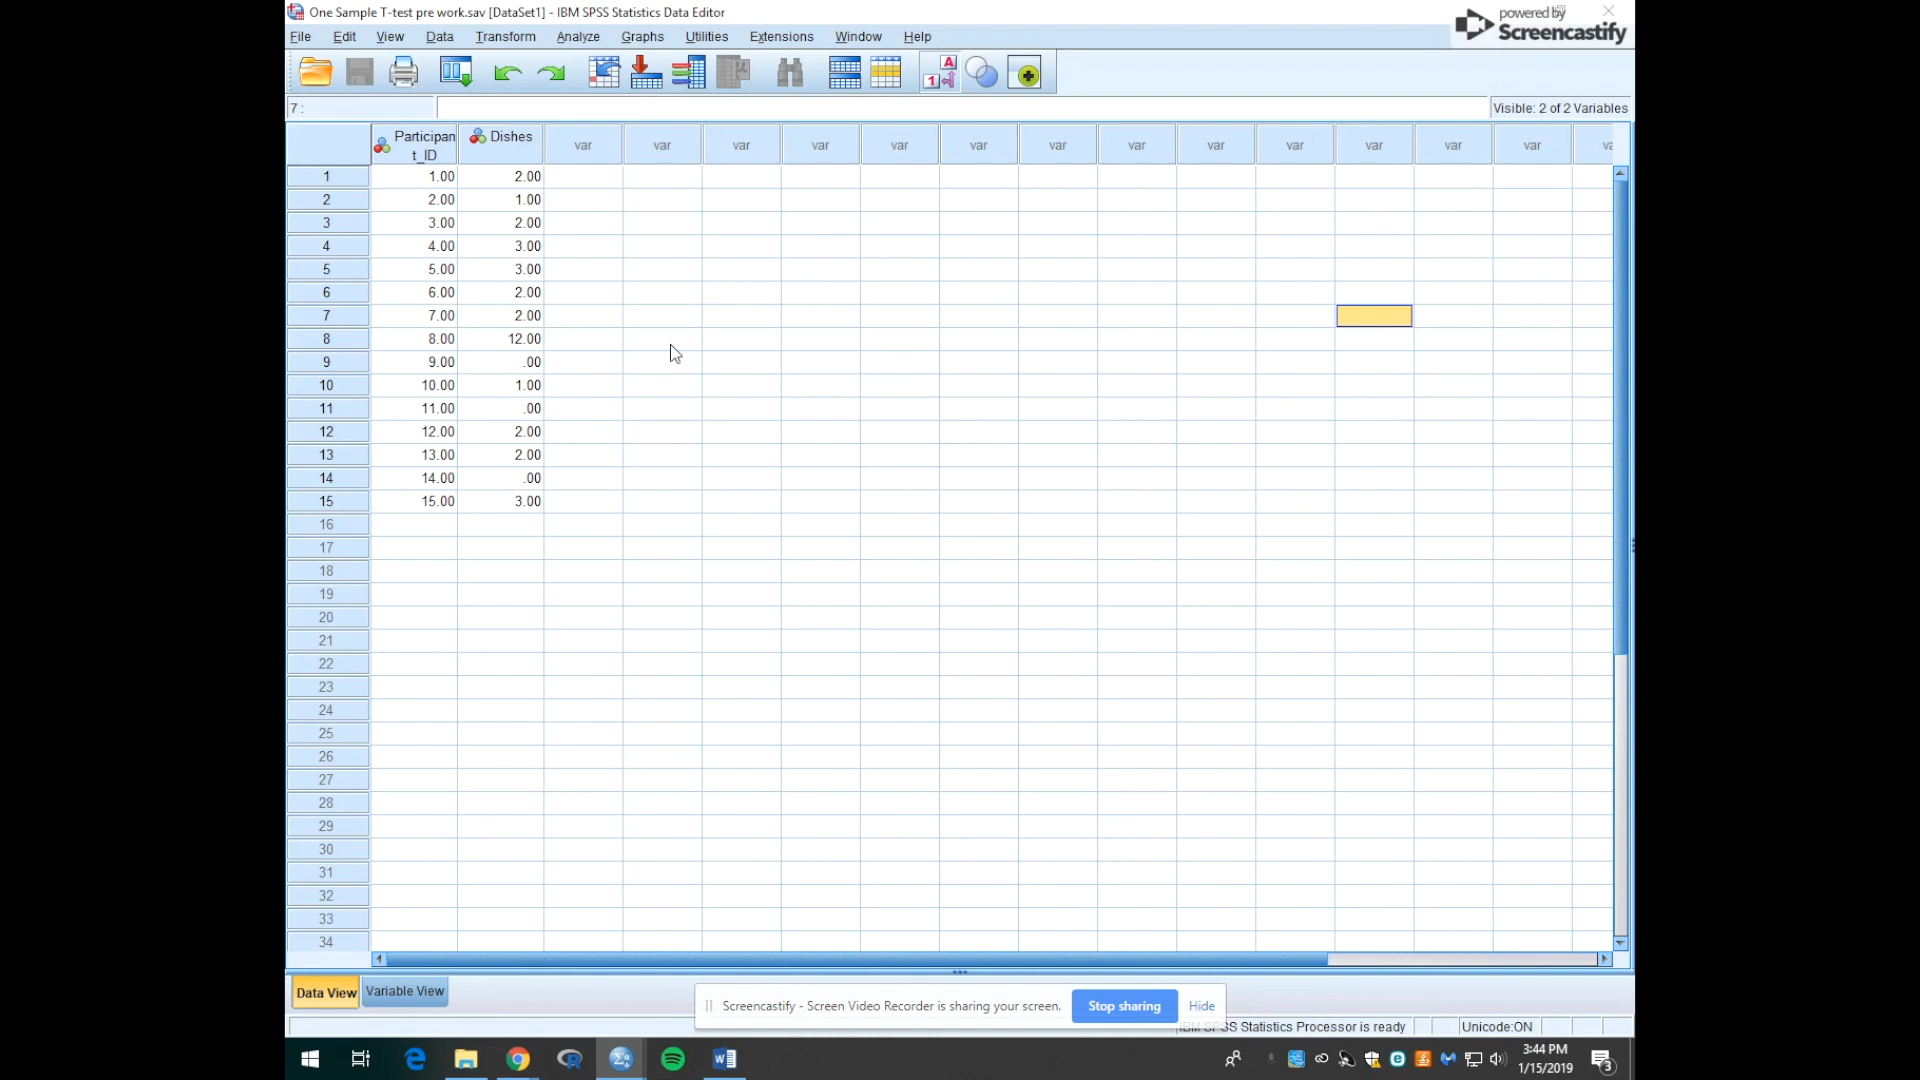 One Sample T-test pre work.sav [DataSet1] - IBM SPSS Statistics Data Editor
powered by
Screencastify
File Edit View Data Transform Analyze Graphs Utilities Extensions Window Help
1 A
7 :
Visible: 2 of 2 Variables
Participan
t_ID
Dishes var var var var var var var var var var var var var va
1 1.00 2.00
2 2.00 1.00
3 3.00 2.00
4 4.00 3.00
5 5.00 3.00
6 6.00 2.00
7 7.00 2.00
8 8.00 12.00
9 9.00 .00
10 10.00 1.00
11 11.00 .00
12 12.00 2.00
13 13.00 2.00
14 14.00 .00
15 15.00 3.00
16
17
18
19
20
21
22
23
24
25
26
27
28
29
30
31
32
33
34
Data View Variable View
Screencastify - Screen Video Recorder is sharing your screen. Stop sharing Hide
IBM SPSS Statistics Processor is ready Unicode:ON
3:44 PM
1/15/2019
3